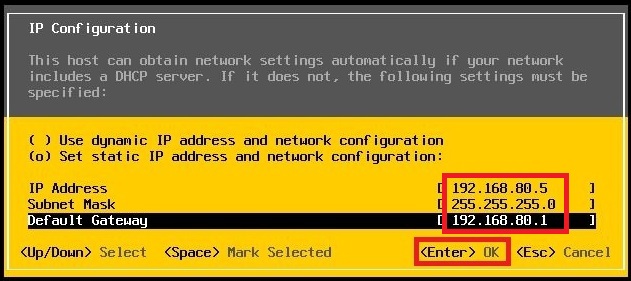 IP Configuration
This host can obtain network settings automatically if your network
includes a DHCP server. If it does not, the following settings must be
specified:
( ) Use dynamic IP address and network configuration
(o) Set static IP address and network configuration:
IP Address [ 192.168.80.5 ]
Subnet Mask [ 255.255.255.0 ]
Default Gateway [ 192.168.80.1 ]
<Up/Down> Select <Space> Mark Selected <Enter> OK <Esc> Cancel